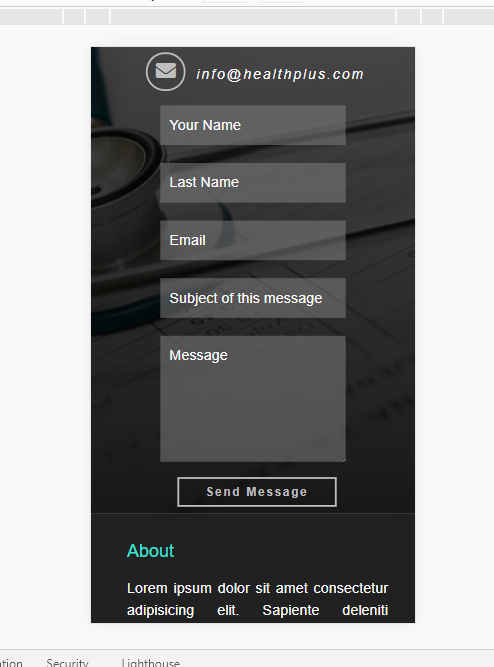 info@healthplus.com
Your Name
Last Name
Email
Subject of this message
Message
Send Message
About
Lorem ipsum dolor sit amet consectetur
adipisicing elit. Sapiente deleniti
Security Lighthouse